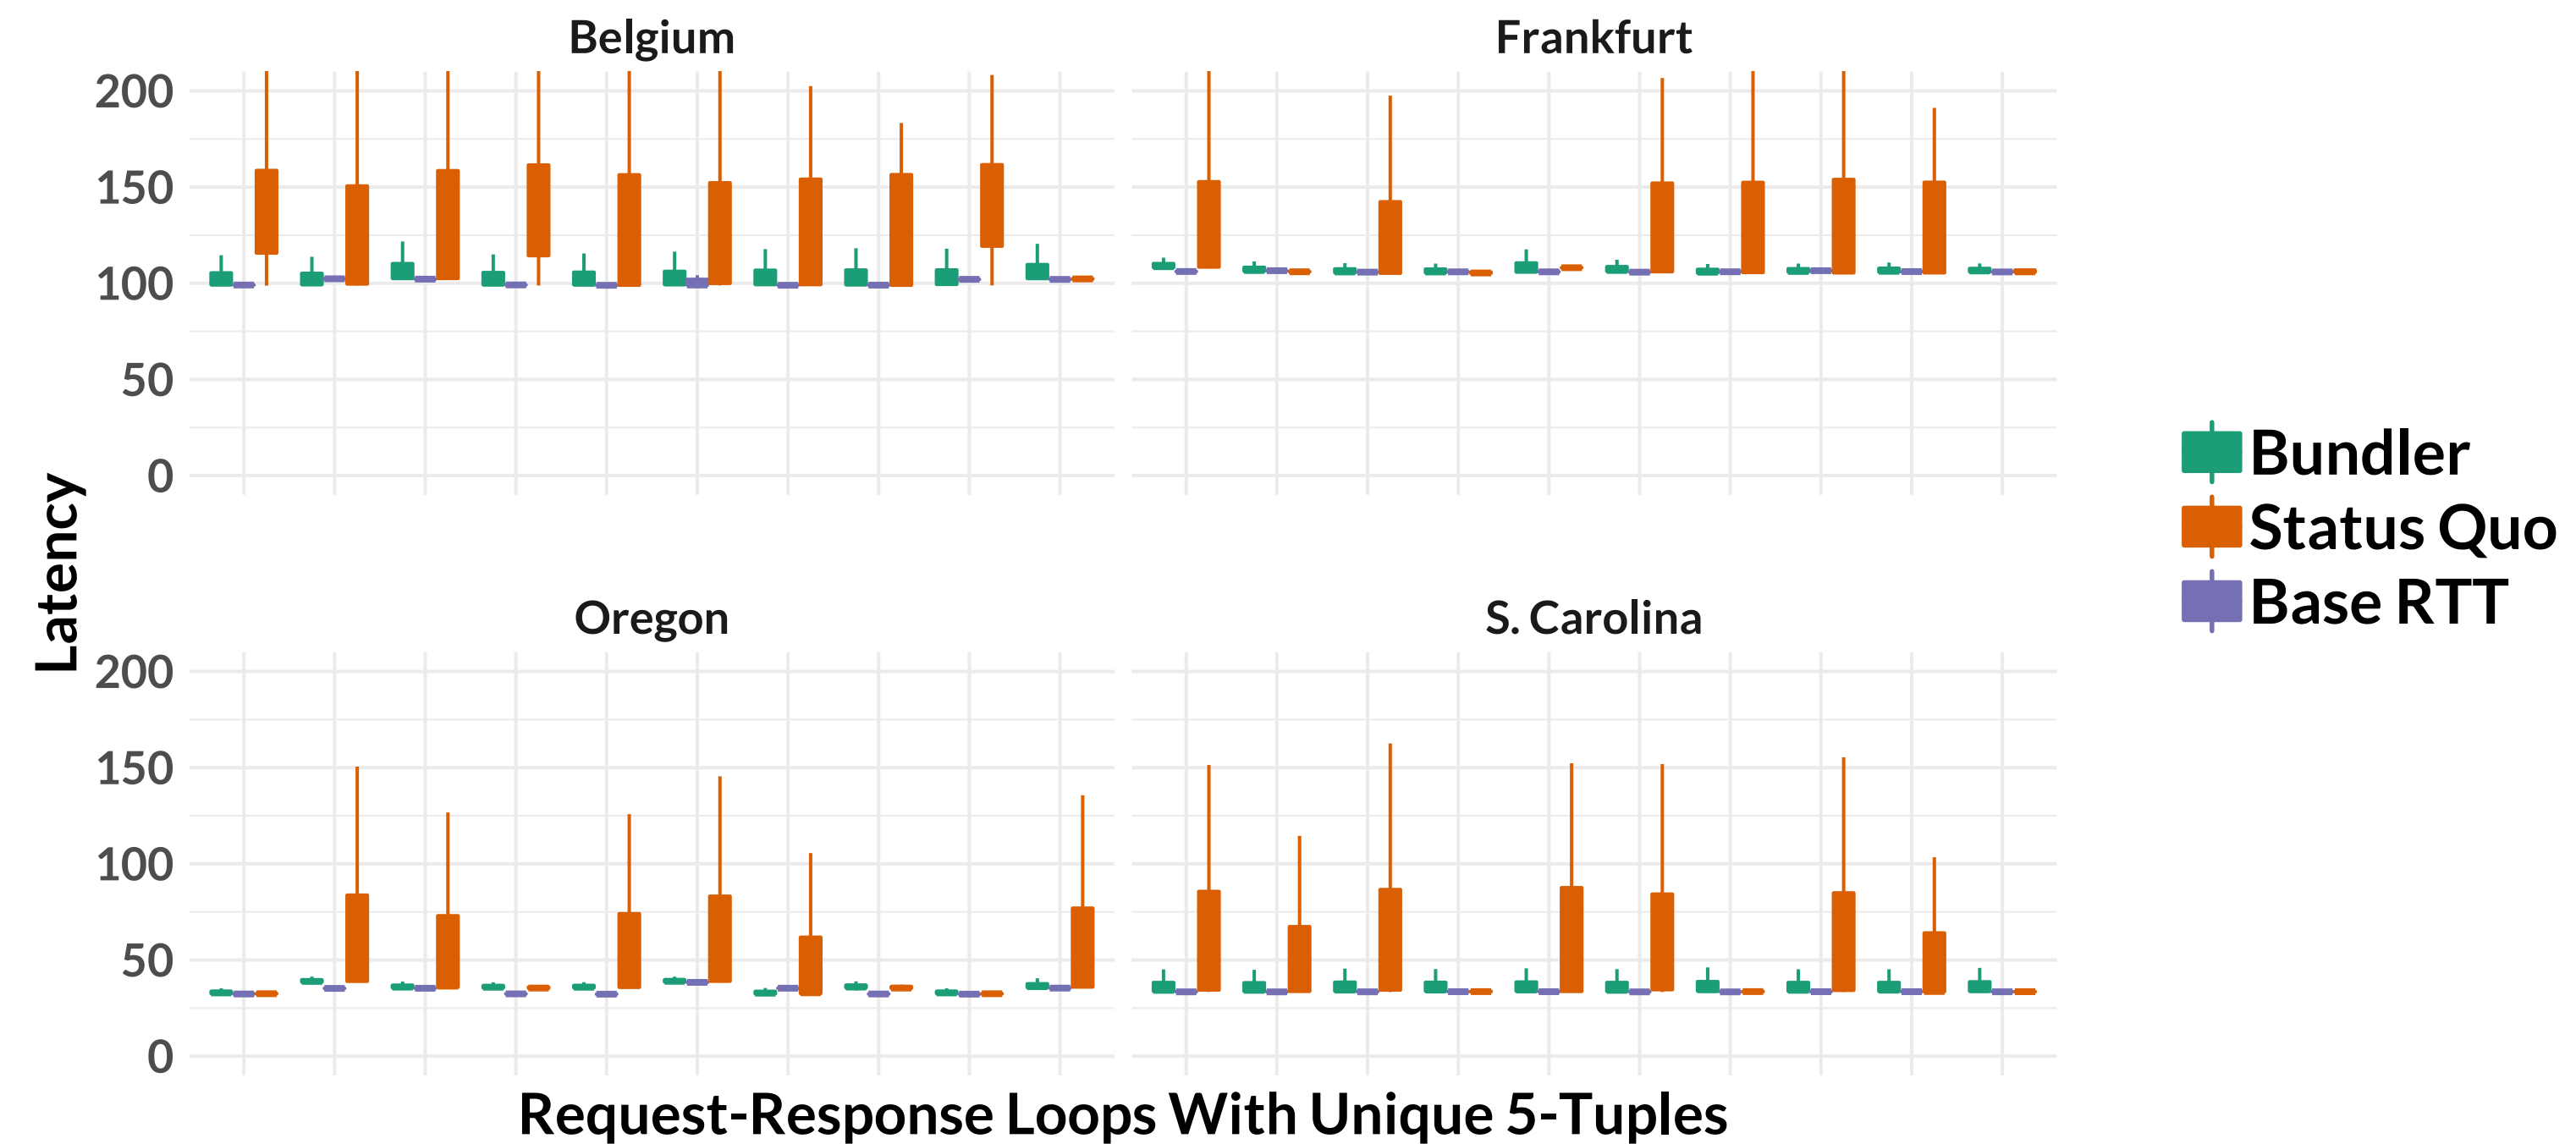 Belgium
Frankfurt
200
150
100
50
0
Latency
Bundler
Status Quo
Base RTT
Oregon
S. Carolina
200
150
100
50
0
Request-Response Loops With Unique 5-Tuples